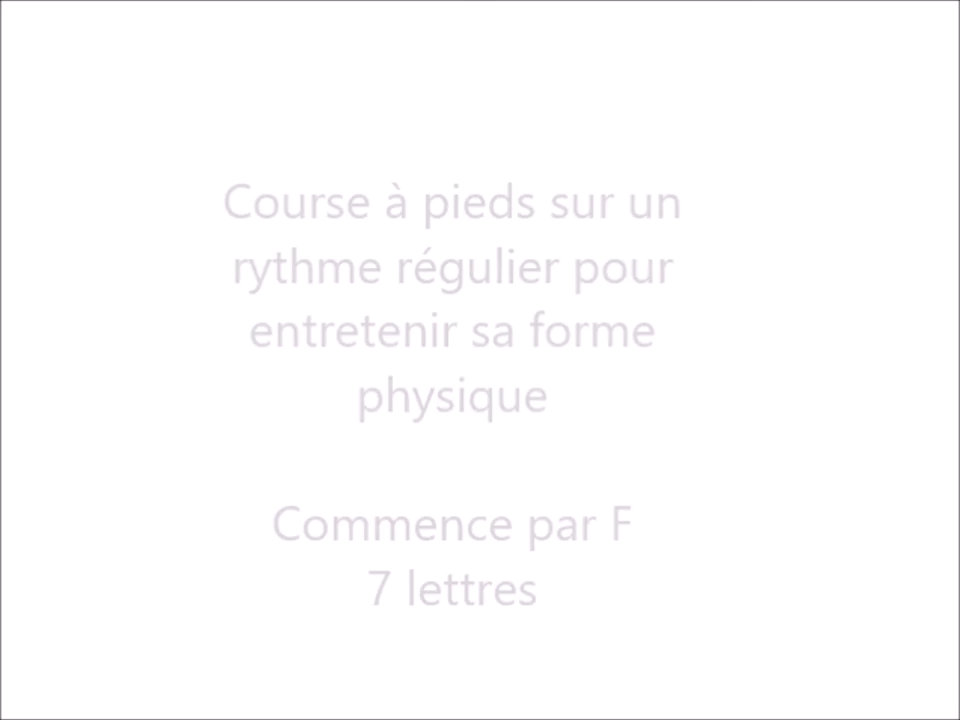 Course à pieds sur un
rythme régulier pour
entretenir sa forme
physique
Commence par F
7 lettres